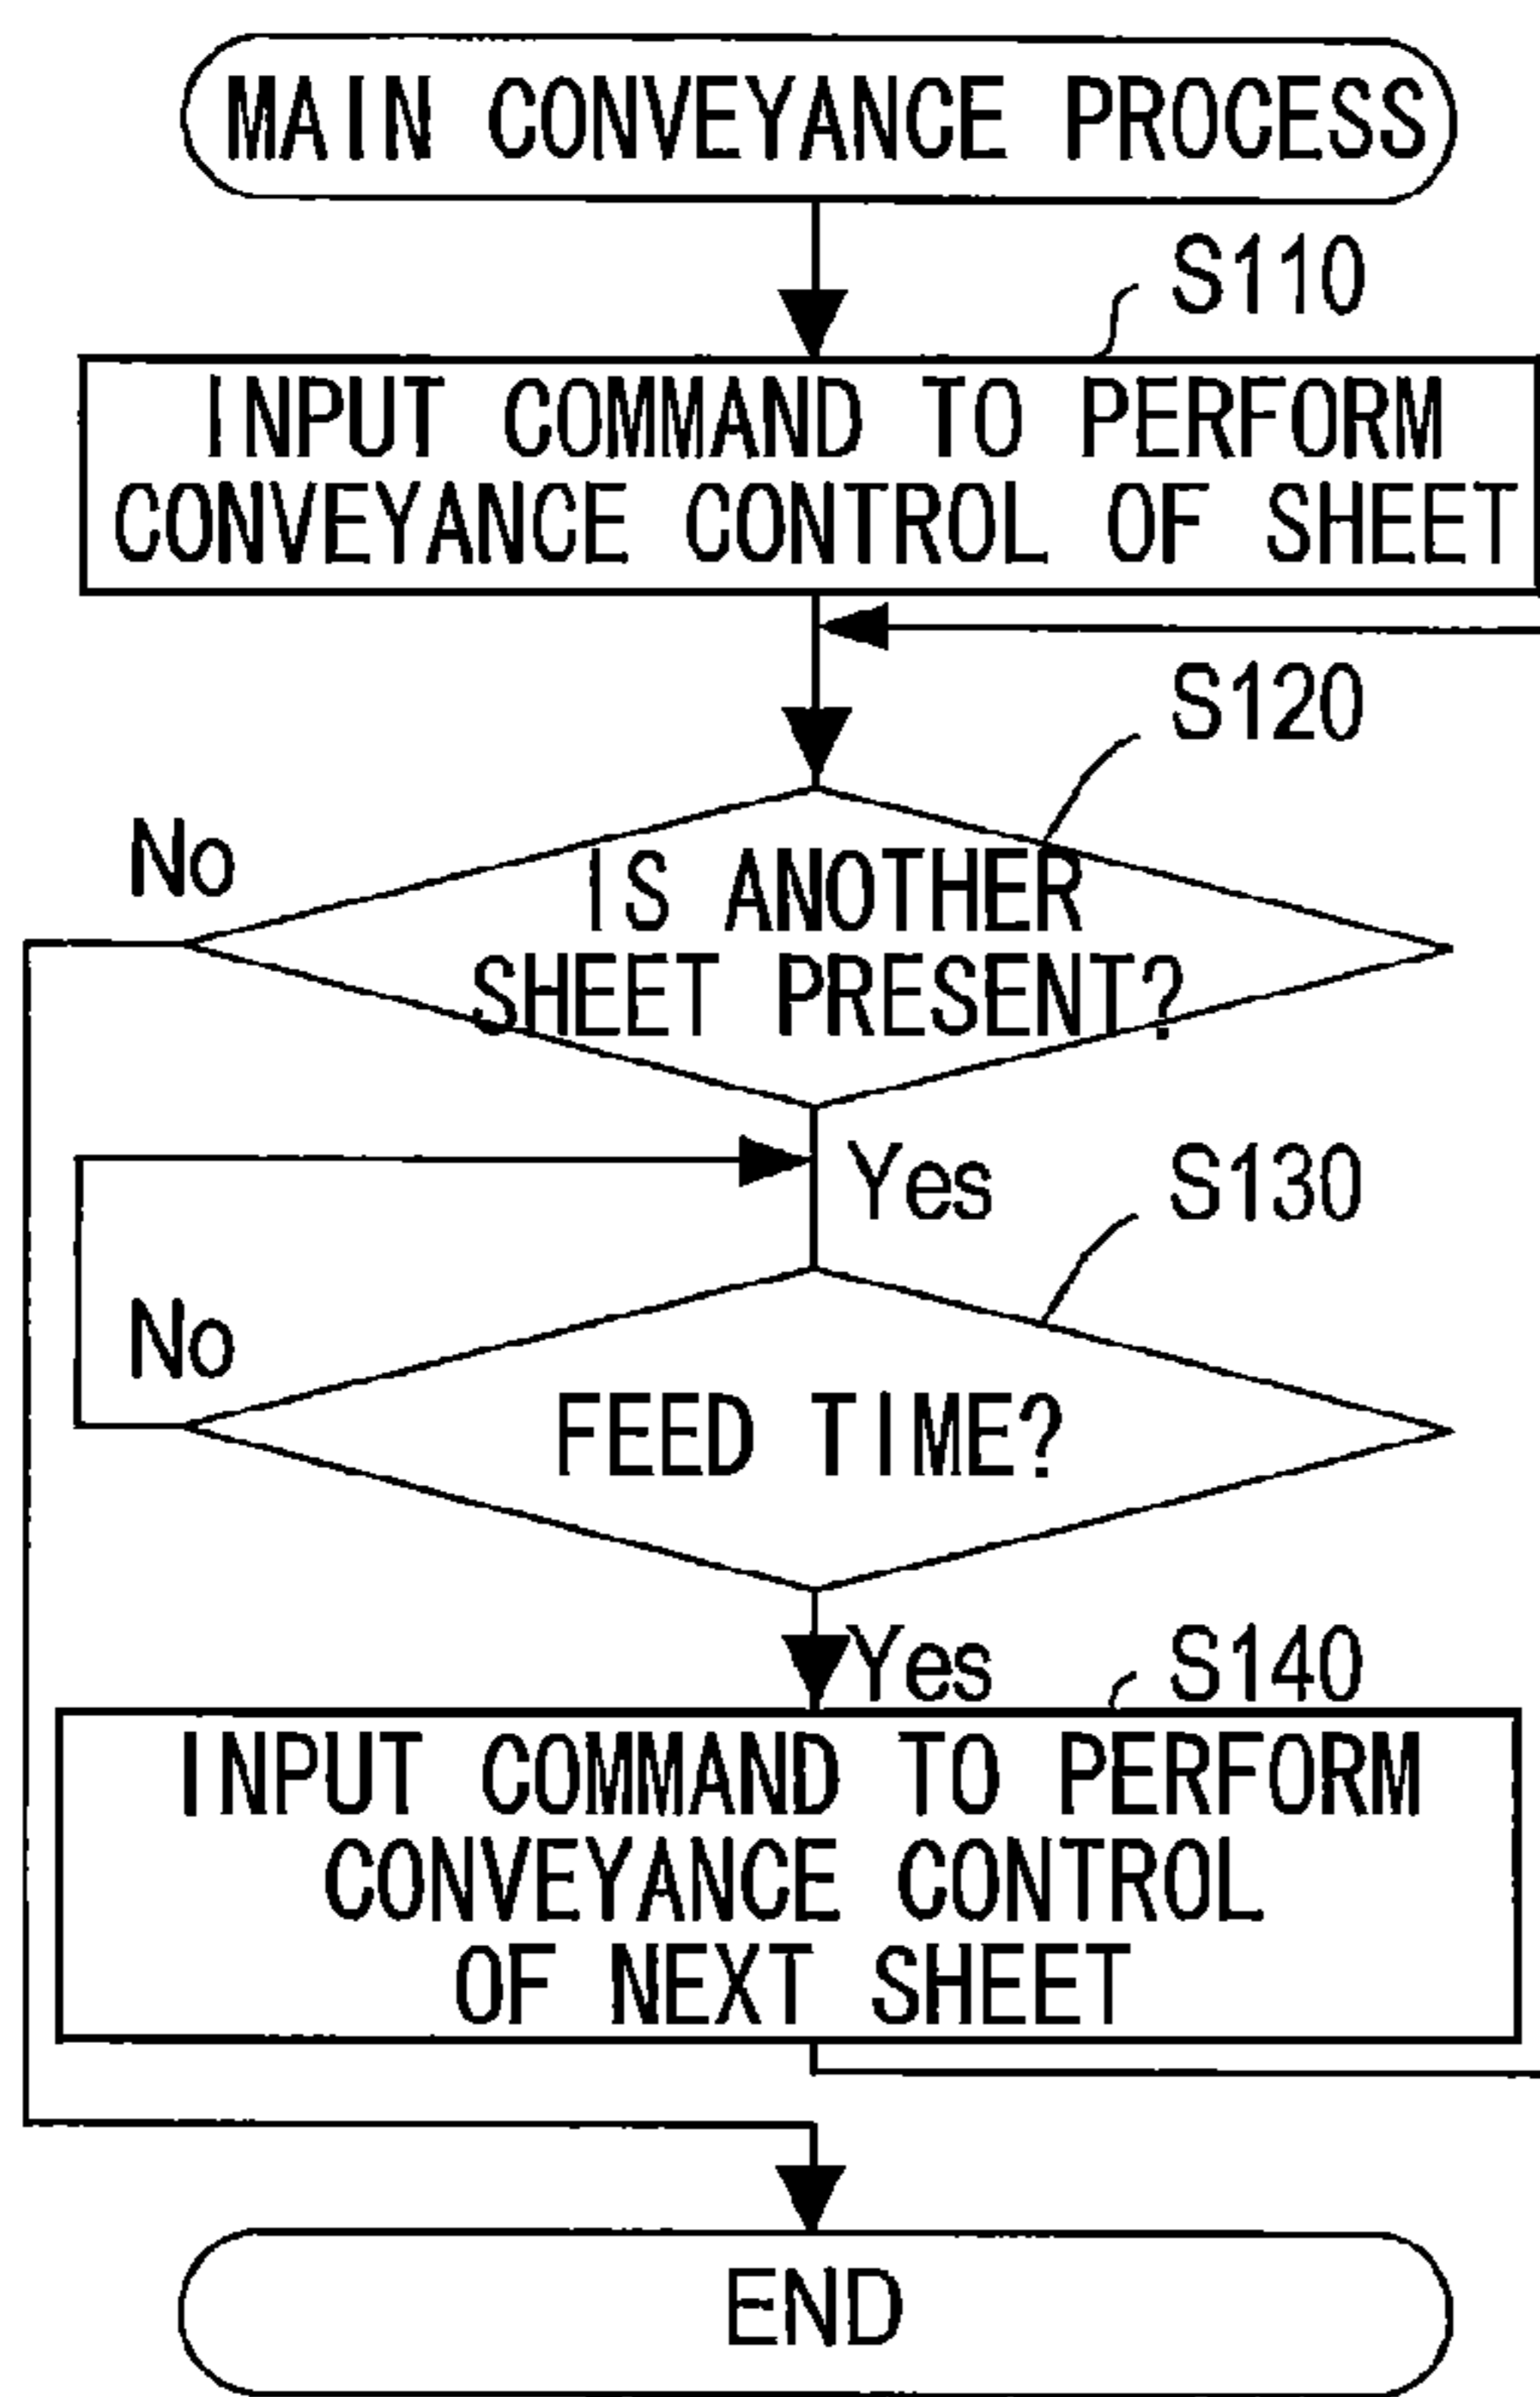 MAIN CONVEYANCE PROCESS
S110
INPUT COMMAND TO PERFORM
CONVEYANCE CONTROL OF SHEET
S120
No
IS ANOTHER
SHEET PRESENT?
Yes
S130
No
FEED TIME?
Yes
S140
INPUT COMMAND TO PERFORM
CONVEYANCE CONTROL
OF NEXT SHEET
END